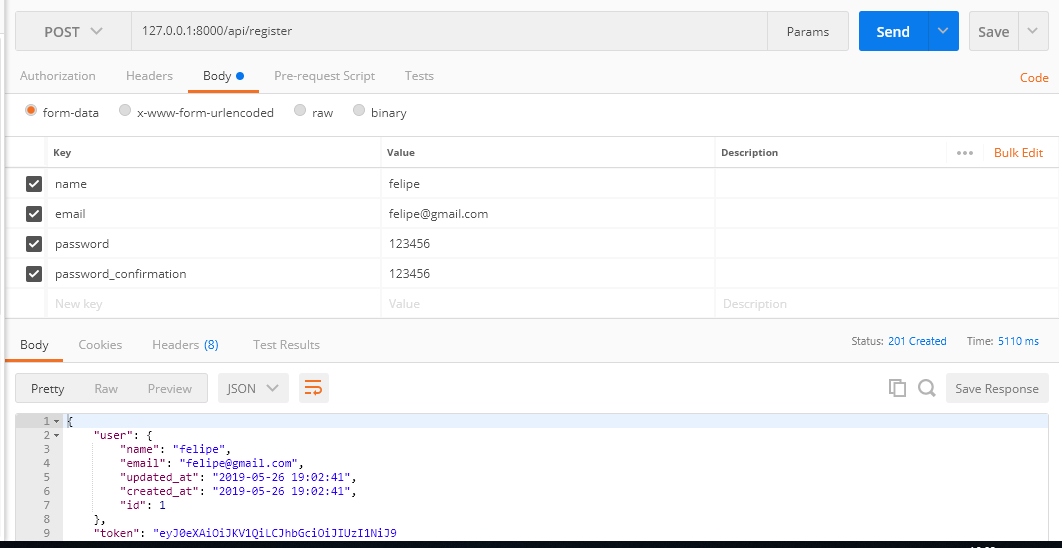 POST 127.0.0.1:8000/api/register Params Send Save
Authorization Headers Body Pre-request Script Tests Code
form-data x-www-form-urlencoded raw binary
Key Value Description ••• Bulk Edit
name felipe
email felipe@gmail.com
password 123456
password_confirmation 123456
New key Value Description
Body Cookies Headers (8) Test Results Status: 201 Created Time: 5110 ms
Pretty Raw Preview JSON Save Response
1 {
2 "user": {
3 "name": "felipe",
4 "email": "felipe@gmail.com",
5 "updated_at": "2019-05-26 19:02:41",
6 "created_at": "2019-05-26 19:02:41",
7 "id": 1
8 },
9 "token": "eyJ0eXAiOiJKV1QiLCJhbGciOiJIUzI1NiJ9